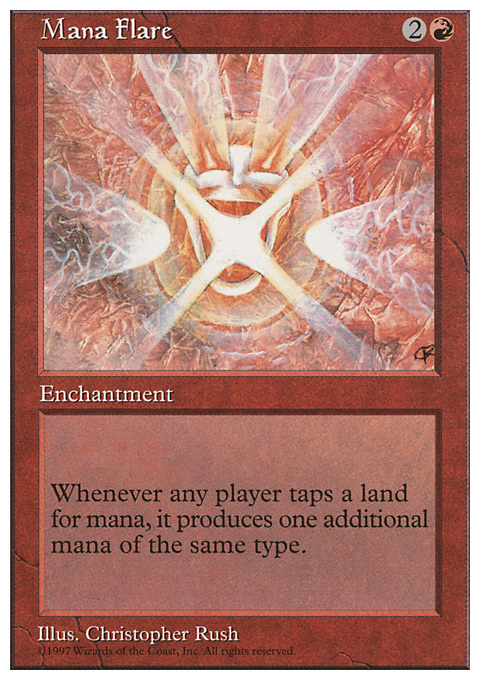 Mana Flare 2
Enchantment
Whenever any player taps a land
for mana, it produces one additional
mana of the same type.
Illus. Christopher Rush
©1997 Wizards of the Coast, Inc. All rights reserved.